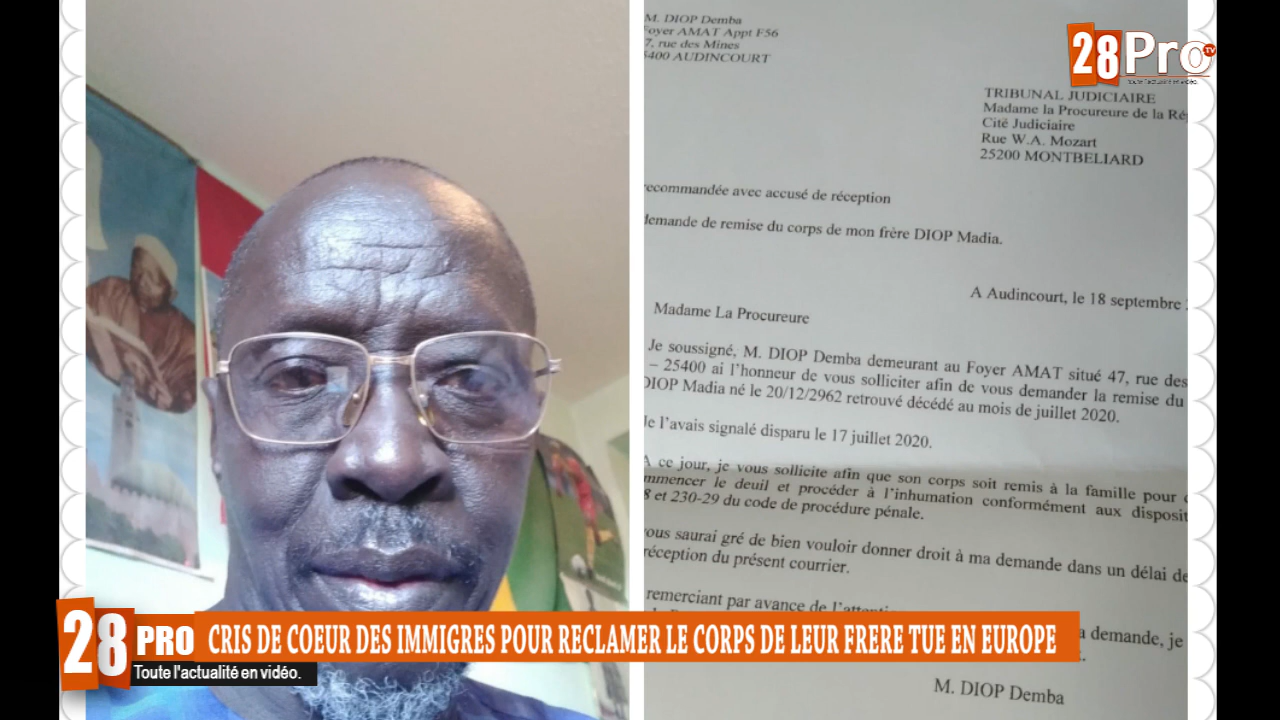 M. DIOP Demba
Foyer AMAT Appt F56
7, rue des Mines
5400 AUDINCOURT
28Pro TV
Toute l'actualité en vidéo.
TRIBUNAL JUDICIAIRE
Madame la Procureure de la Ré
Cité Judiciaire
Rue W.A. Mozart
25200 MONTBELIARD
recommandée avec accusé de réception
demande de remise du corps de mon frère DIOP Madia.
A Audincourt, le 18 septembre
Madame La Procureure
Je soussigné, M. DIOP Demba demeurant au Foyer AMAT situé 47, rue des
– 25400 ai l'honneur de vous solliciter afin de vous demander la remise du
DIOP Madia né le 20/12/2962 retrouvé décédé au mois de juillet 2020.
Je l'avais signalé disparu le 17 juillet 2020.
A ce jour, je vous sollicite afin que son corps soit remis à la famille pour
mmencer le deuil et procéder à l'inhumation conformément aux disposit
8 et 230-29 du code de procédure pénale.
vous saurai gré de bien vouloir donner droit à ma demande dans un délai de
réception du présent courrier.
remerciant par avance de l'attenti
a demande, je
M. DIOP Demba
28 PRO
CRIS DE COEUR DES IMMIGRES POUR RECLAMER LE CORPS DE LEUR FRERE TUE EN EUROPE
Toute l'actualité en vidéo.